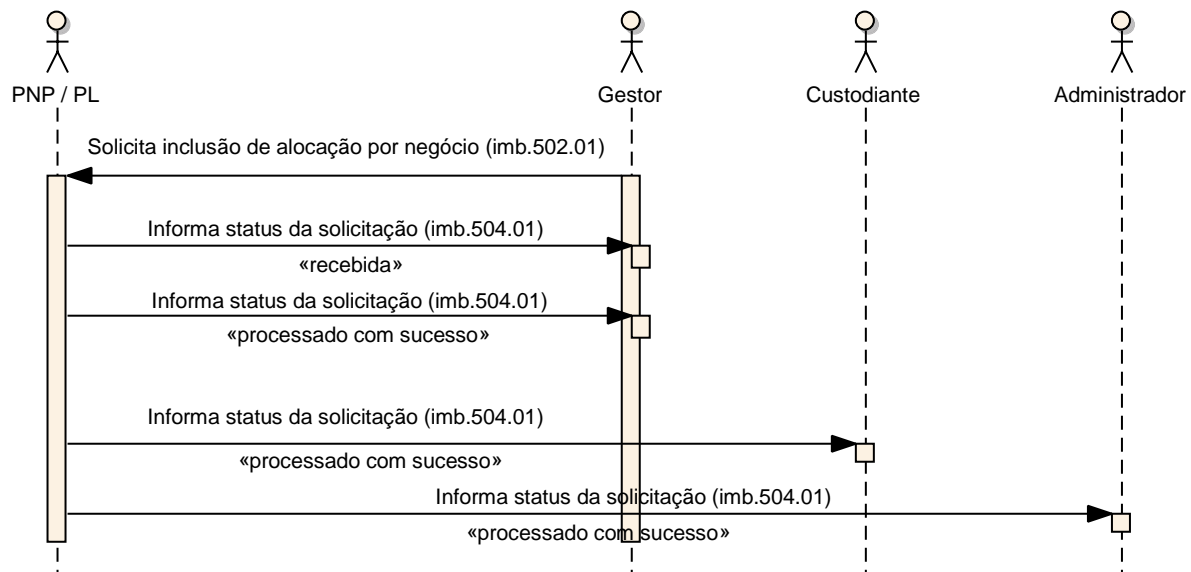 PNP / PL
Gestor
Custodiante
Administrador
Solicita inclusão de alocação por negócio (imb.502.01)
Informa status da solicitação (imb.504.01)
«recebida»
Informa status da solicitação (imb.504.01)
«processado com sucesso»
Informa status da solicitação (imb.504.01)
«processado com sucesso»
Informa status da solicitação (imb.504.01)
«processado com sucesso»